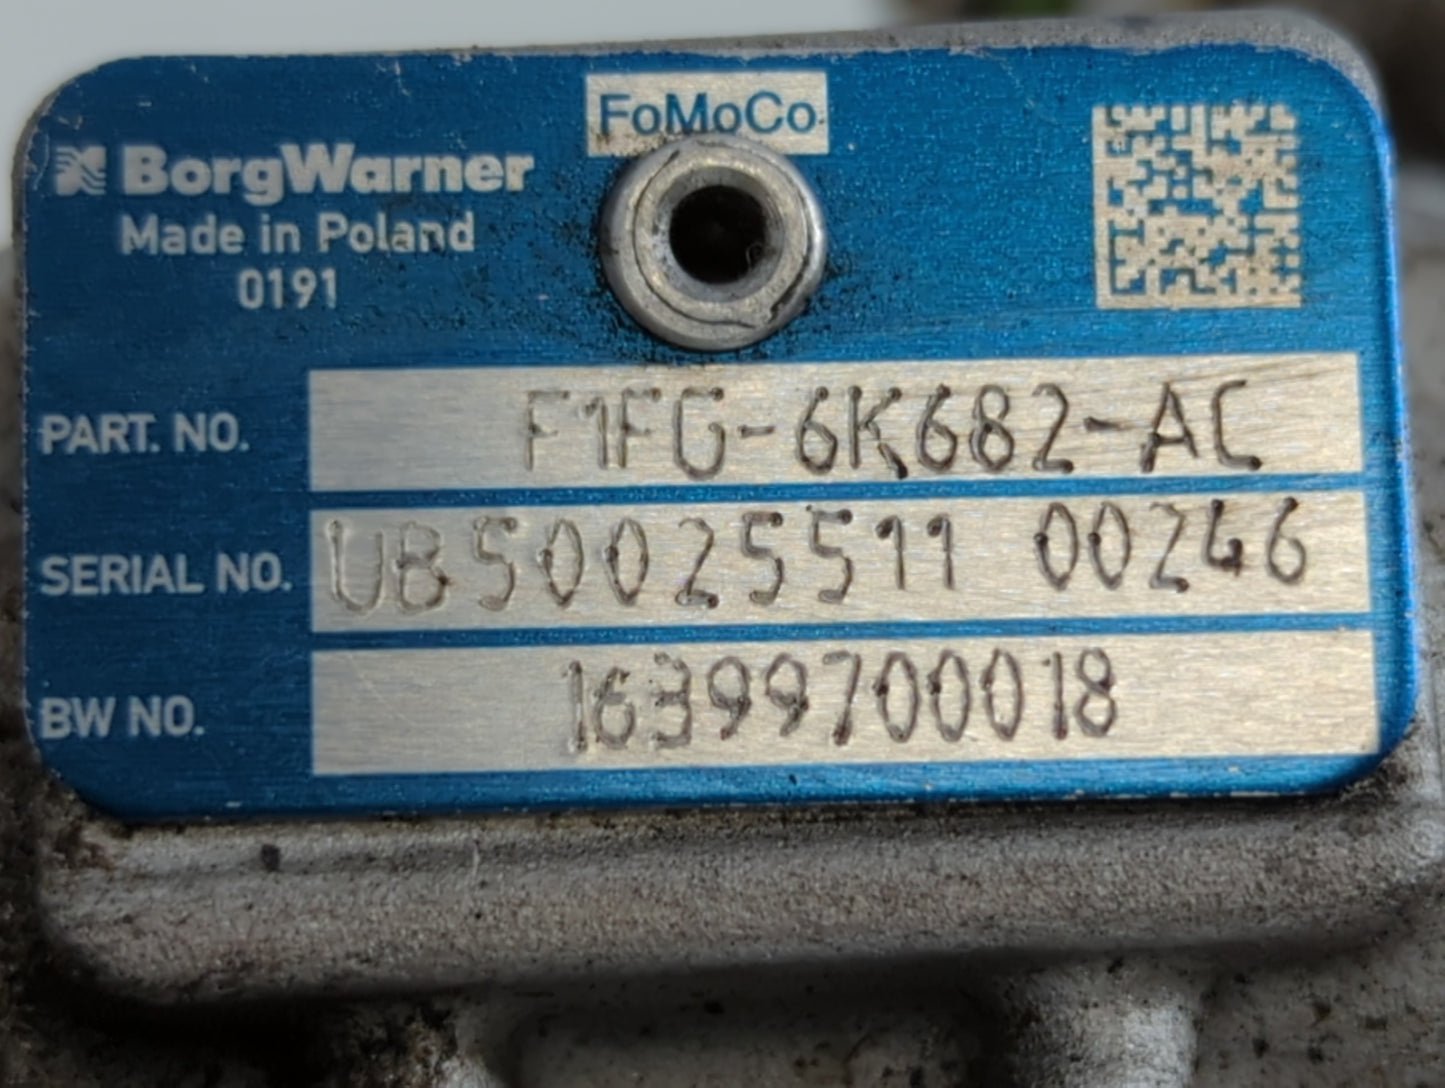 FoMoCo
BorgWarner
Made in Poland
0191
PART. NO. F1FG-6K682-AC
SERIAL NO. UB50025511 00246
BW NO. 16399700018